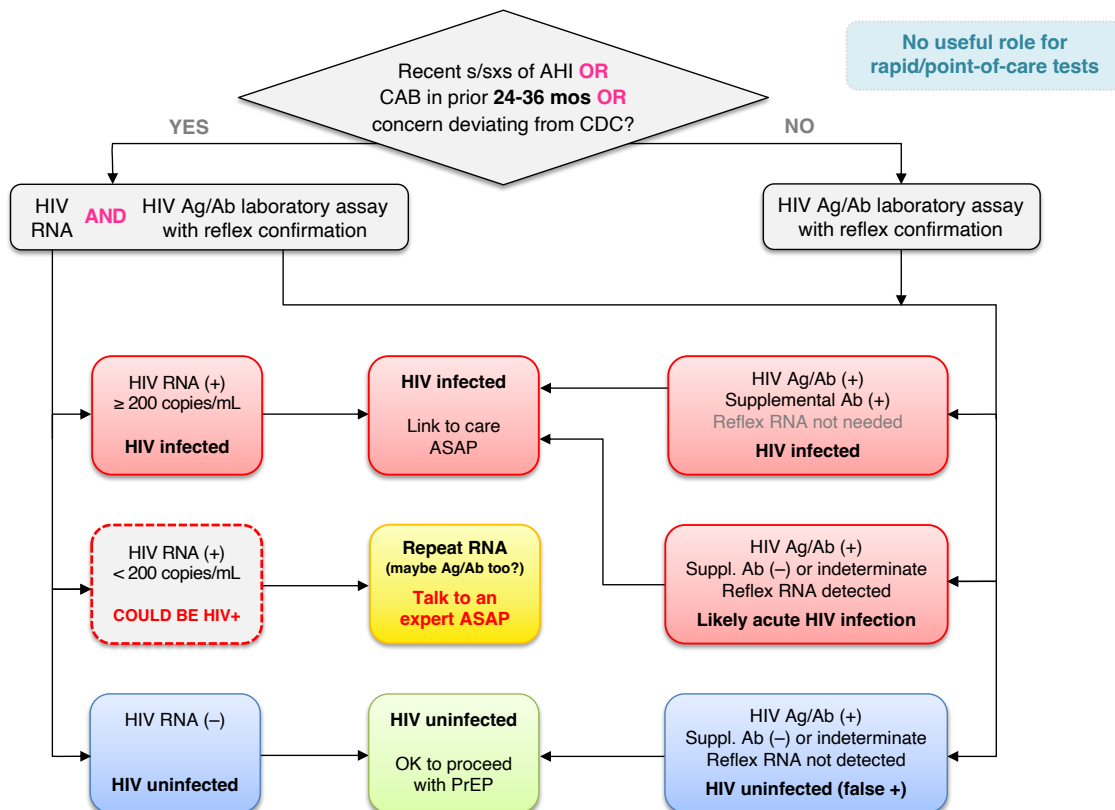 No useful role for
rapid/point-of-care tests
Recent s/sxs of AHI OR
CAB in prior 24-36 mos OR
concern deviating from CDC?
YES
NO
HIV
RNA
AND
HIV Ag/Ab laboratory assay
with reflex confirmation
HIV Ag/Ab laboratory assay
with reflex confirmation
HIV RNA (+)
≥ 200 copies/mL
HIV infected
HIV infected
Link to care
ASAP
HIV Ag/Ab (+)
Supplemental Ab (+)
Reflex RNA not needed
HIV infected
HIV RNA (+)
< 200 copies/mL
COULD BE HIV+
Repeat RNA
(maybe Ag/Ab too?)
Talk to an
expert ASAP
HIV Ag/Ab (+)
Suppl. Ab (–) or indeterminate
Reflex RNA detected
Likely acute HIV infection
HIV RNA (–)
HIV uninfected
HIV uninfected
OK to proceed
with PrEP
HIV Ag/Ab (+)
Suppl. Ab (–) or indeterminate
Reflex RNA not detected
HIV uninfected (false +)